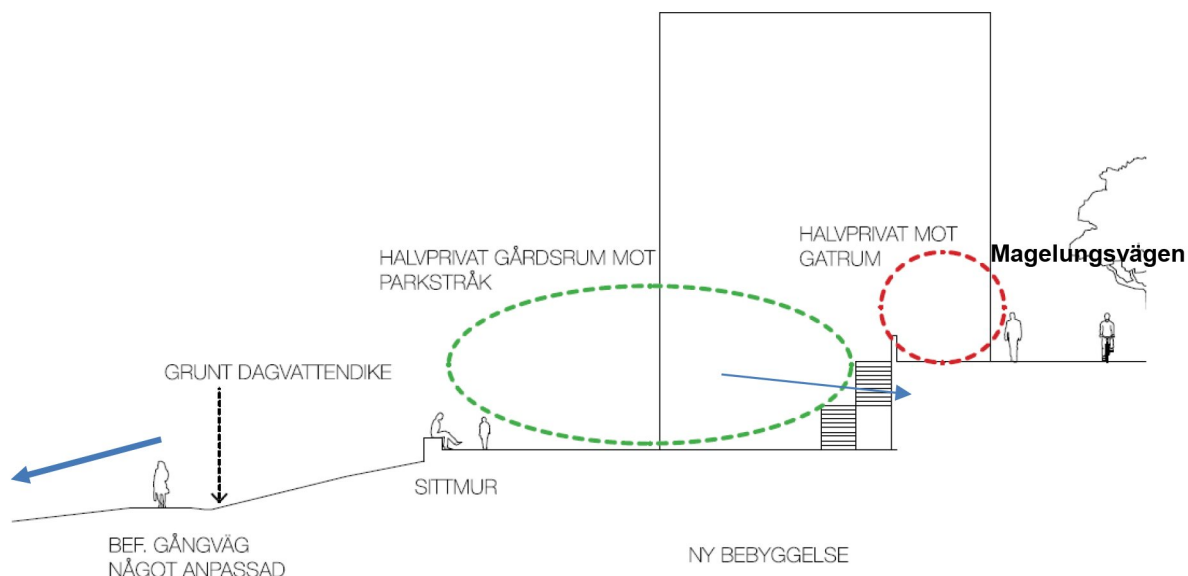 HALVPRIVAT MOT
GATRUM
Magelungsvägen
HALVPRIVAT GÅRDSRUM MOT
PARKSTRÅK
GRUNT DAGVATTENDIKE
SITTMUR
BEF. GÅNGVÄG
NÅGOT ANPASSAD
NY BEBYGGELSE